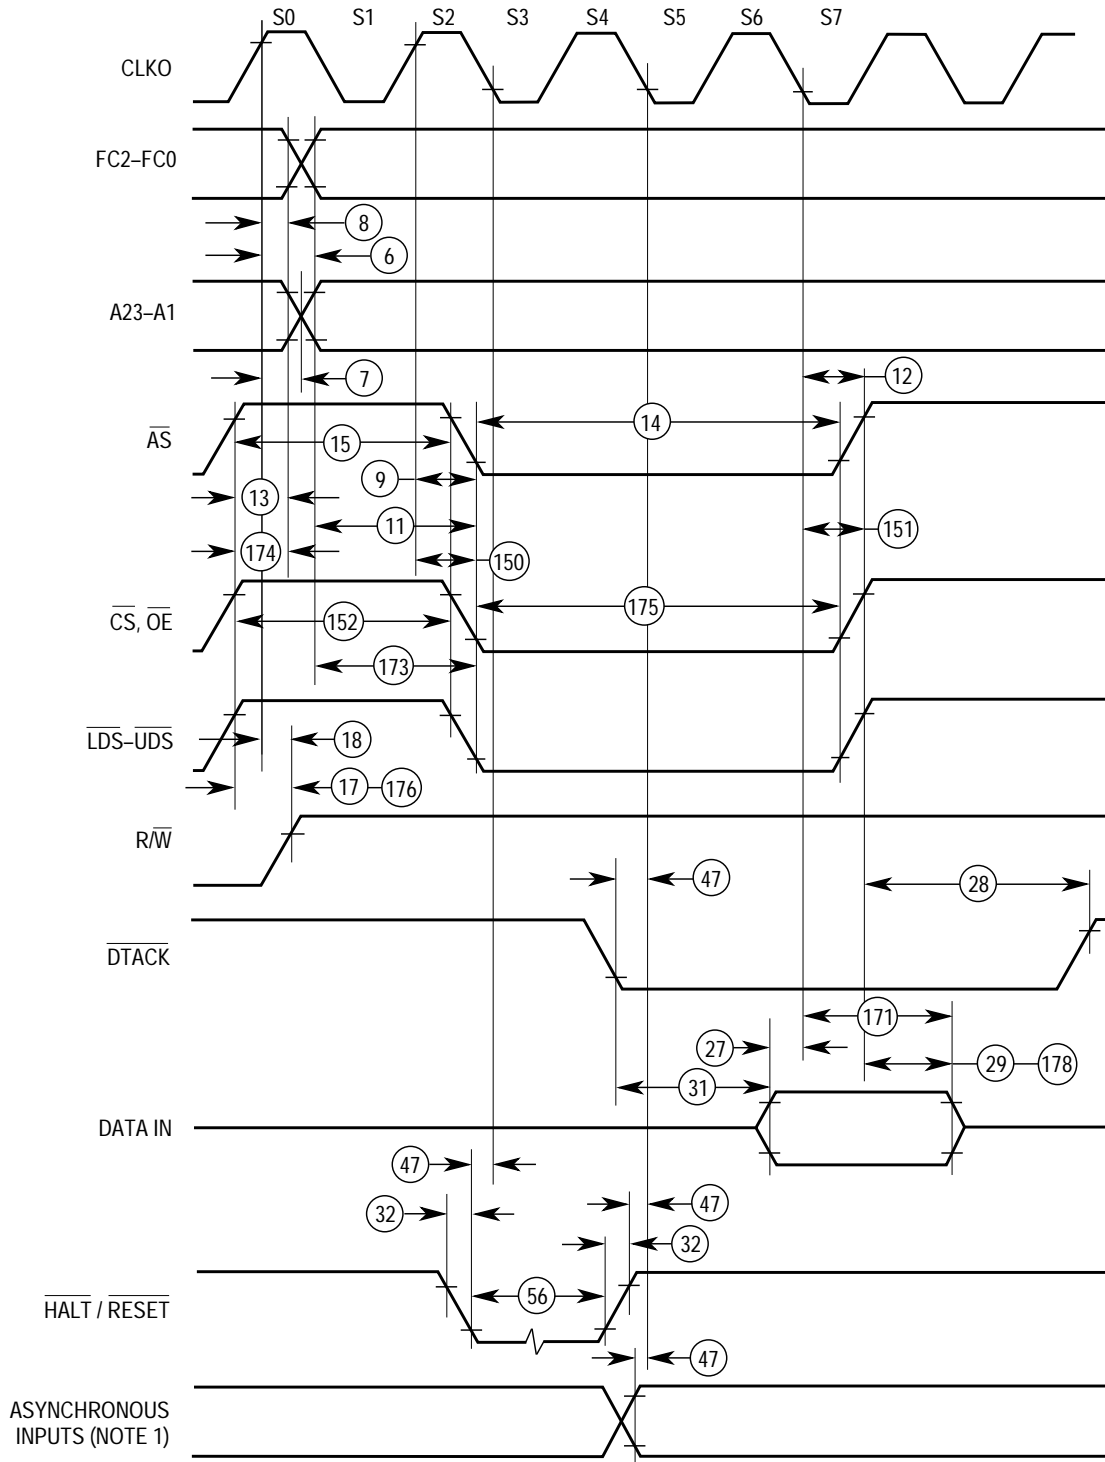 S0 S1 S2 S3 S4 S5 S6 S7
CLKO
FC2–FC0
8
6
A23–A1
7
12
AS
14
15
9
13
11
151
174
150
CS, OE
175
152
173
LDS–UDS
18
17 176
R/W
47
28
DTACK
171
27
29 178
31
DATA IN
47
47
32
32
HALT / RESET
56
47
ASYNCHRONOUS
INPUTS (NOTE 1)